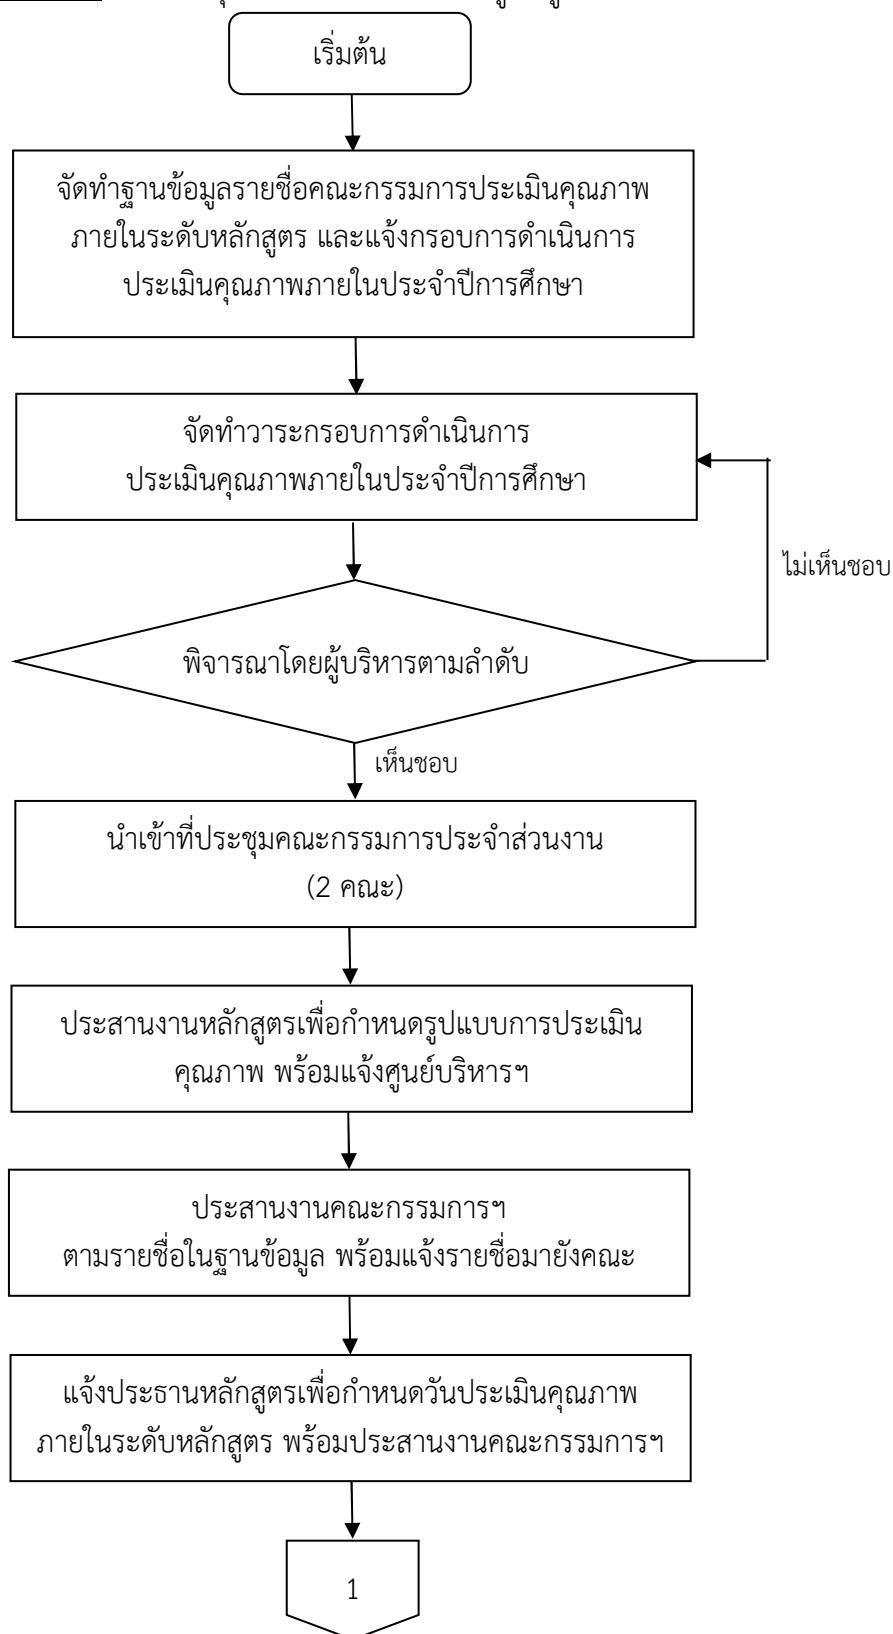 เริ่มต้น
จัดทำฐานข้อมูลรายชื่อคณะกรรมการประเมินคุณภาพ
ภายในระดับหลักสูตร และแจ้งกรอบการดำเนินการ
ประเมินคุณภาพภายในประจำปีการศึกษา
จัดทำวาระกรอบการดำเนินการ
ประเมินคุณภาพภายในประจำปีการศึกษา
ไม่เห็นชอบ
พิจารณาโดยผู้บริหารตามลำดับ
เห็นชอบ
นำเข้าที่ประชุมคณะกรรมการประจำส่วนงาน
(2 คณะ)
ประสานงานหลักสูตรเพื่อกำหนดรูปแบบการประเมิน
คุณภาพ พร้อมแจ้งศูนย์บริหารฯ
ประสานงานคณะกรรมการฯ
ตามรายชื่อในฐานข้อมูล พร้อมแจ้งรายชื่อมายังคณะ
แจ้งประธานหลักสูตรเพื่อกำหนดวันประเมินคุณภาพ
ภายในระดับหลักสูตร พร้อมประสานงานคณะกรรมการฯ
1